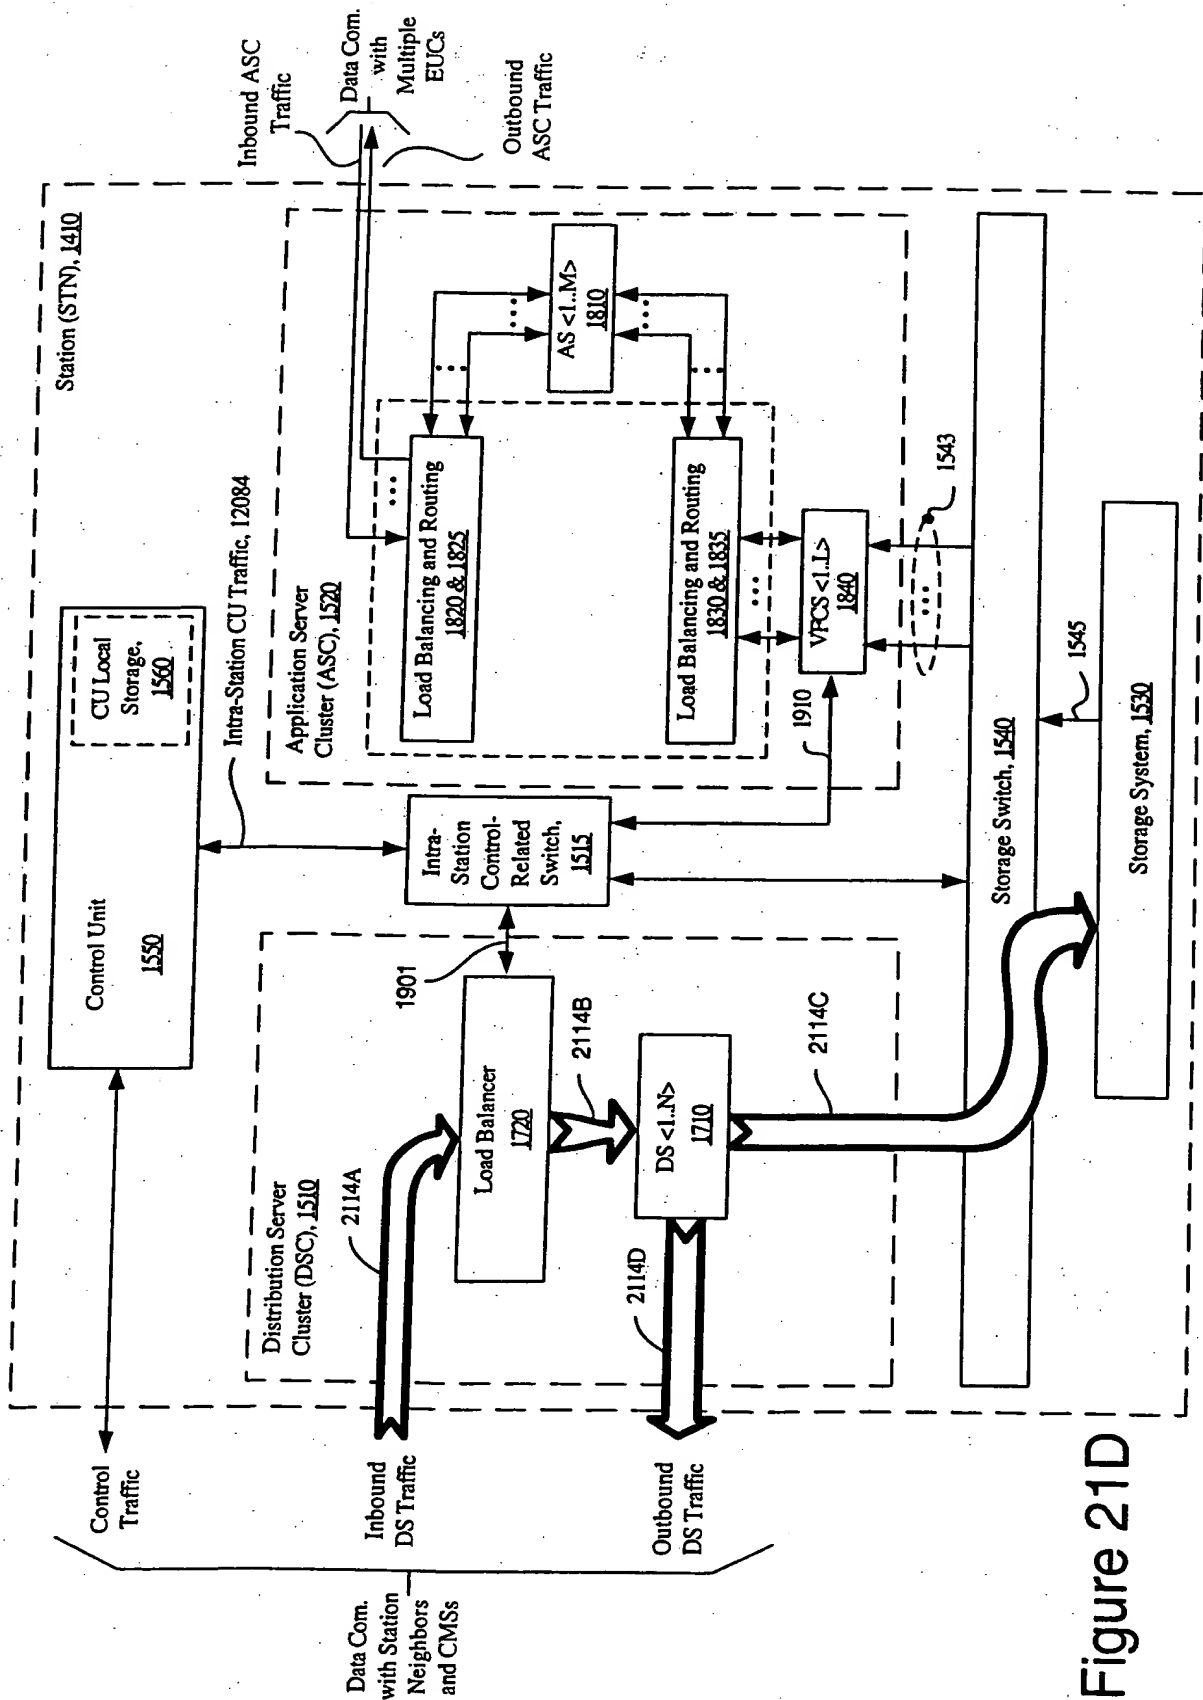 Station (STN), 1410
Control Unit
1550
CU Local
Storage,
1560
Control
Traffic
Intra-Station CU Traffic, 12084
Distribution Server
Cluster (DSC), 1510
2114A
Load Balancer
1720
1901
2114B
DS <1..N>
1710
2114C
2114D
Inbound
DS Traffic
Outbound
DS Traffic
Data Com.
with Station
Neighbors
and CMSs
Intra-
Station
Control-
Related
Switch,
1515
1910
Application Server
Cluster (ASC), 1520
Load Balancing and Routing
1820 & 1825
...
Load Balancing and Routing
1830 & 1835
...
AS <1..M>
1810
...
...
...
...
VFCS <1..L>
1840
...
1543
Inbound ASC
Traffic
Data Com.
with
Multiple
EUCs
Outbound
ASC Traffic
Storage Switch, 1540
1545
Storage System, 1530
Figure 21D